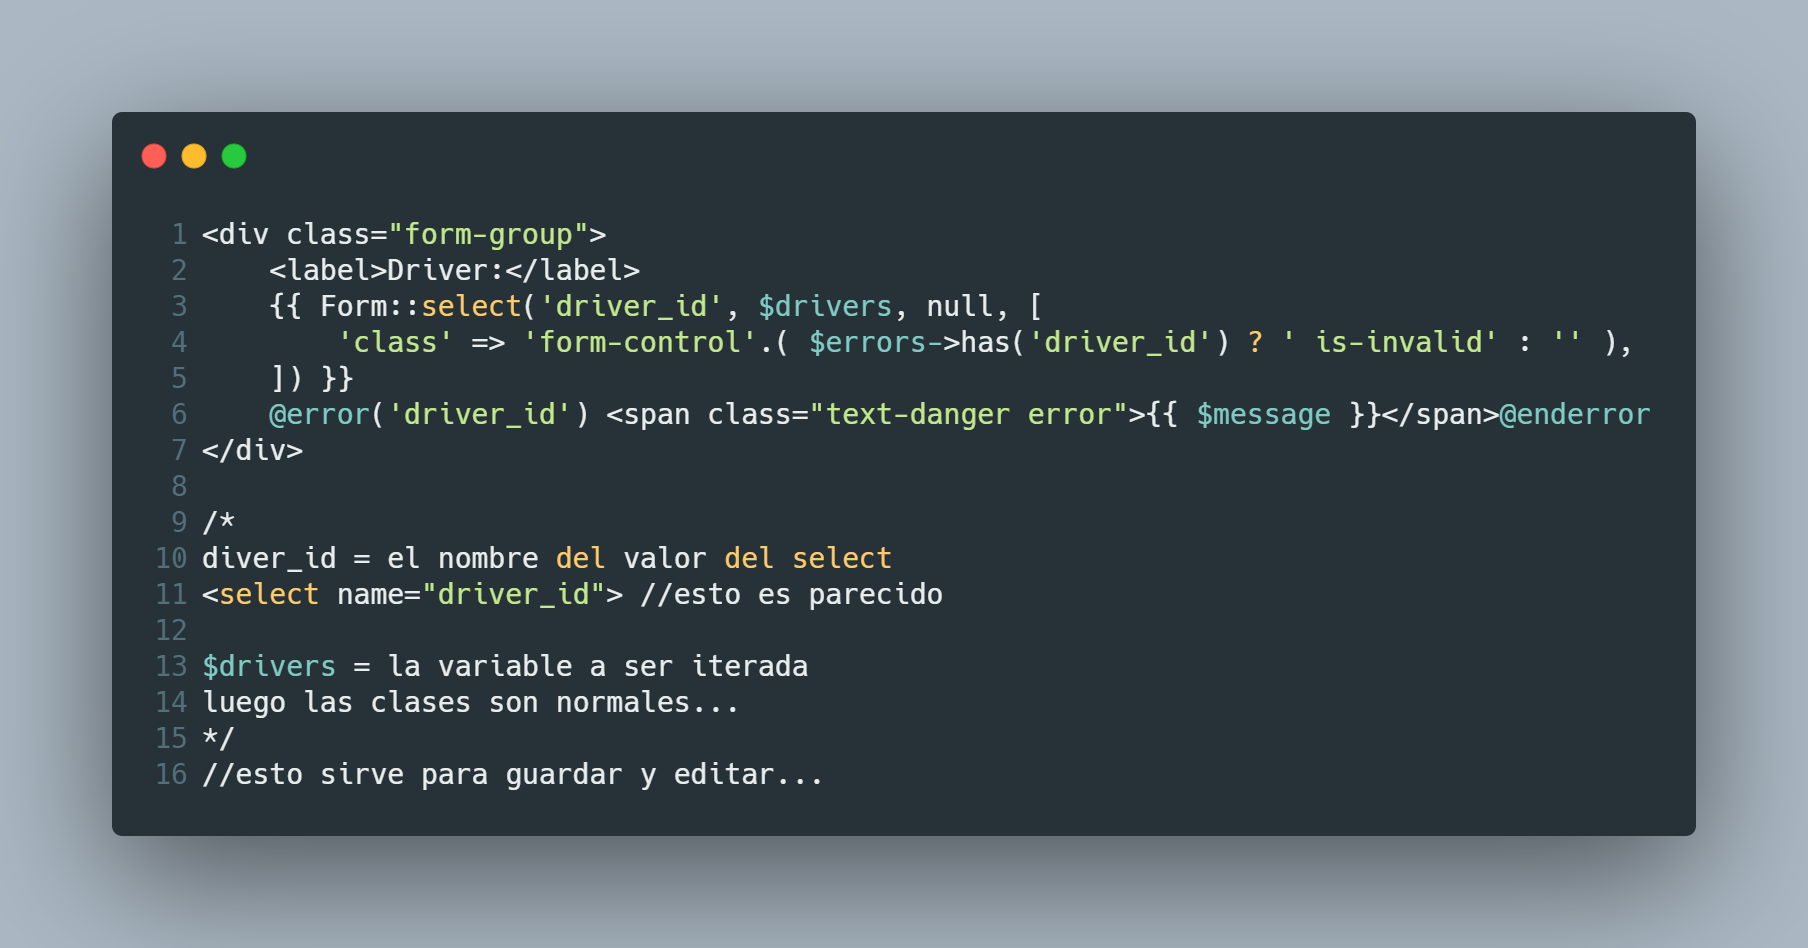 1 <div class="form-group">
2     <label>Driver:</label>
3     {{ Form::select('driver_id', $drivers, null, [
4         'class' => 'form-control'.( $errors->has('driver_id') ? ' is-invalid' : '' ),
5     ]) }}
6     @error('driver_id') <span class="text-danger error">{{ $message }}</span>@enderror
7 </div>
8
9 /*
10 diver_id = el nombre del valor del select
11 <select name="driver_id"> //esto es parecido
12
13 $drivers = la variable a ser iterada
14 luego las clases son normales...
15 */
16 //esto sirve para guardar y editar...